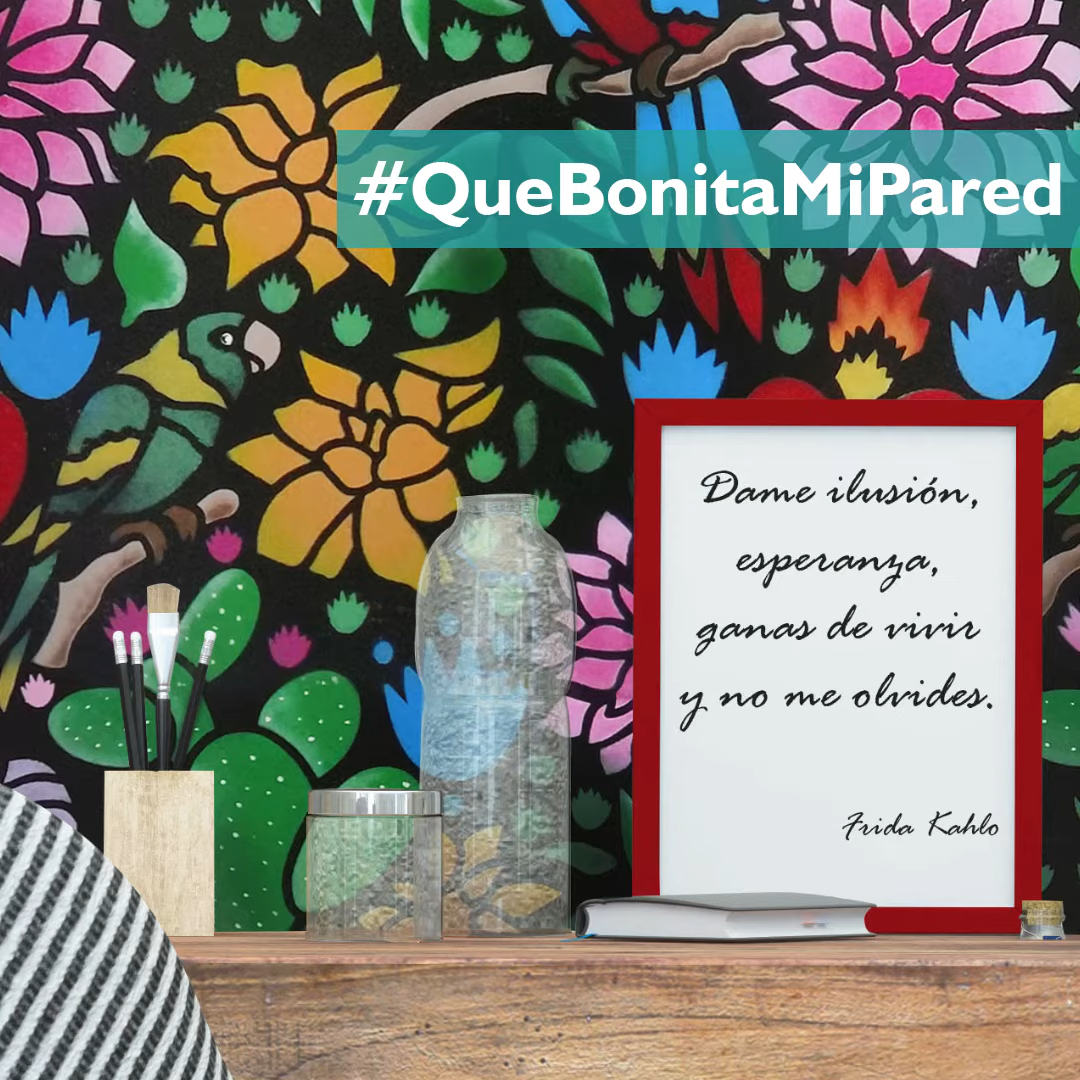 #QueBonitaMiPared
Dame ilusión,
esperanza,
ganas de vivir
y no me olvides.
Frida Kahlo